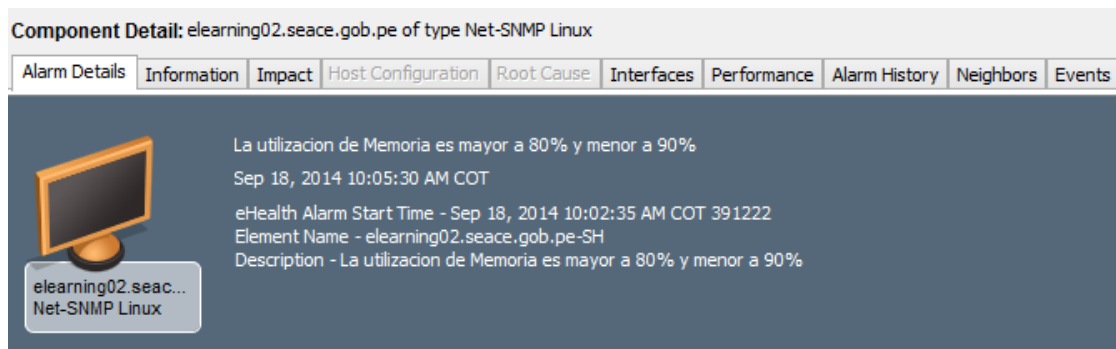 Component Detail: elearning02.seace.gob.pe of type Net-SNMP Linux
Alarm Details Information Impact Host Configuration Root Cause Interfaces Performance Alarm History Neighbors Events
La utilizacion de Memoria es mayor a 80% y menor a 90%
Sep 18, 2014 10:05:30 AM COT
eHealth Alarm Start Time - Sep 18, 2014 10:02:35 AM COT 391222
Element Name - elearning02.seace.gob.pe-SH
Description - La utilizacion de Memoria es mayor a 80% y menor a 90%
elearning02.seac...
Net-SNMP Linux